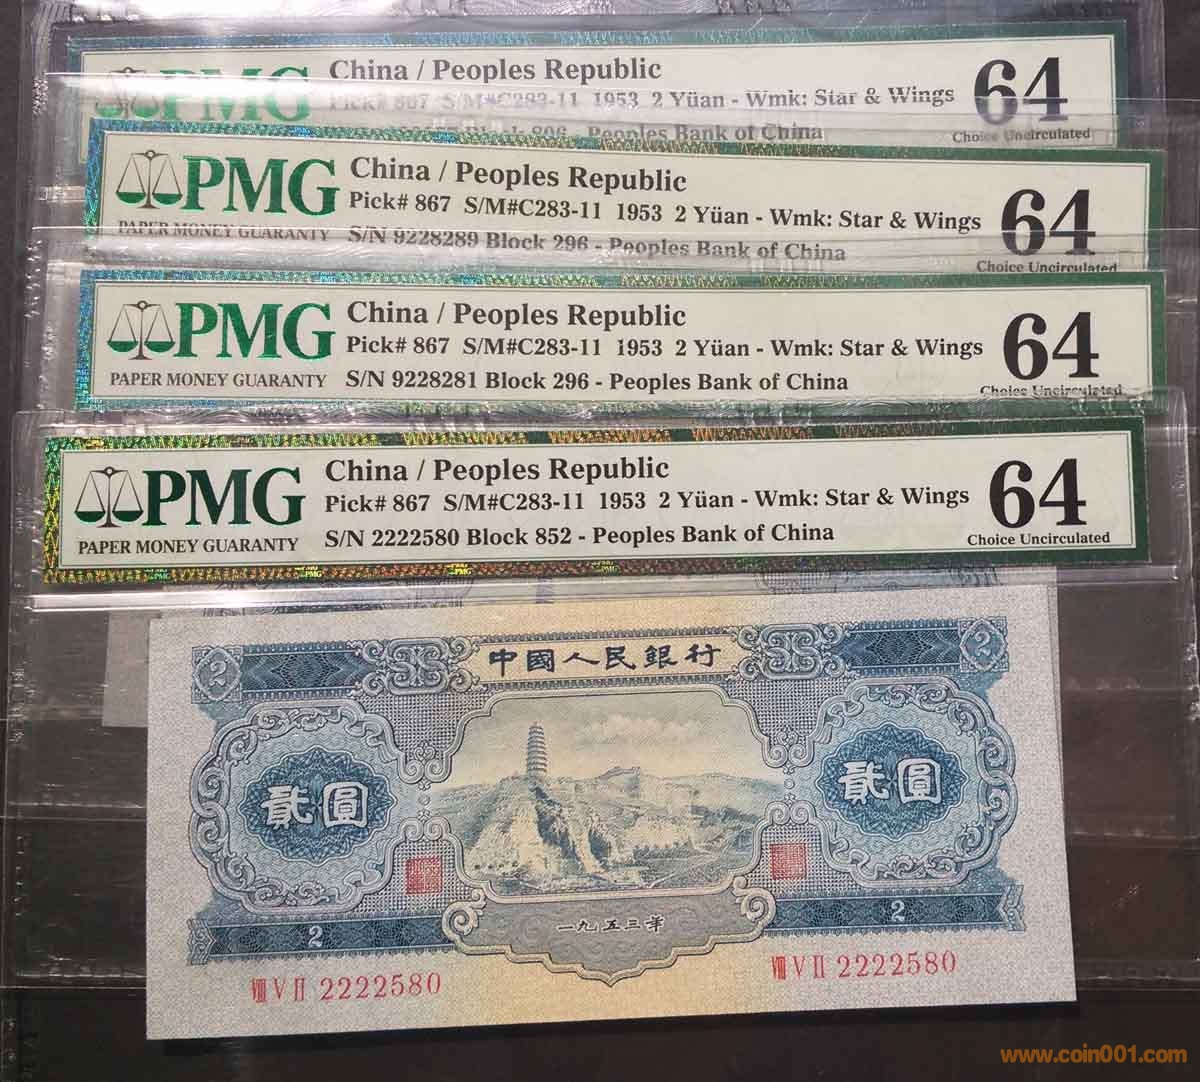 PMG
China / Peoples Republic
Pick# 867 S/M#C283-11 1953 2 Yüan - Wmk: Star & Wings
Peoples Bank of China
64
Choice Uncirculated
PMG
PAPER MONEY GUARANTY
China / Peoples Republic
Pick# 867 S/M#C283-11 1953 2 Yüan - Wmk: Star & Wings
S/N 9228289 Block 296 - Peoples Bank of China
64
Choice Uncirculated
PMG
PAPER MONEY GUARANTY
China / Peoples Republic
Pick# 867 S/M#C283-11 1953 2 Yüan - Wmk: Star & Wings
S/N 9228281 Block 296 - Peoples Bank of China
64
Choice Uncirculated
PMG
PAPER MONEY GUARANTY
China / Peoples Republic
Pick# 867 S/M#C283-11 1953 2 Yüan - Wmk: Star & Wings
S/N 2222580 Block 852 - Peoples Bank of China
64
Choice Uncirculated
中國人民銀行
2
2
貳圓
貳圓
一九五三年
2
2
VIII V II 2222580
VIII V II 2222580
www.coin001.com